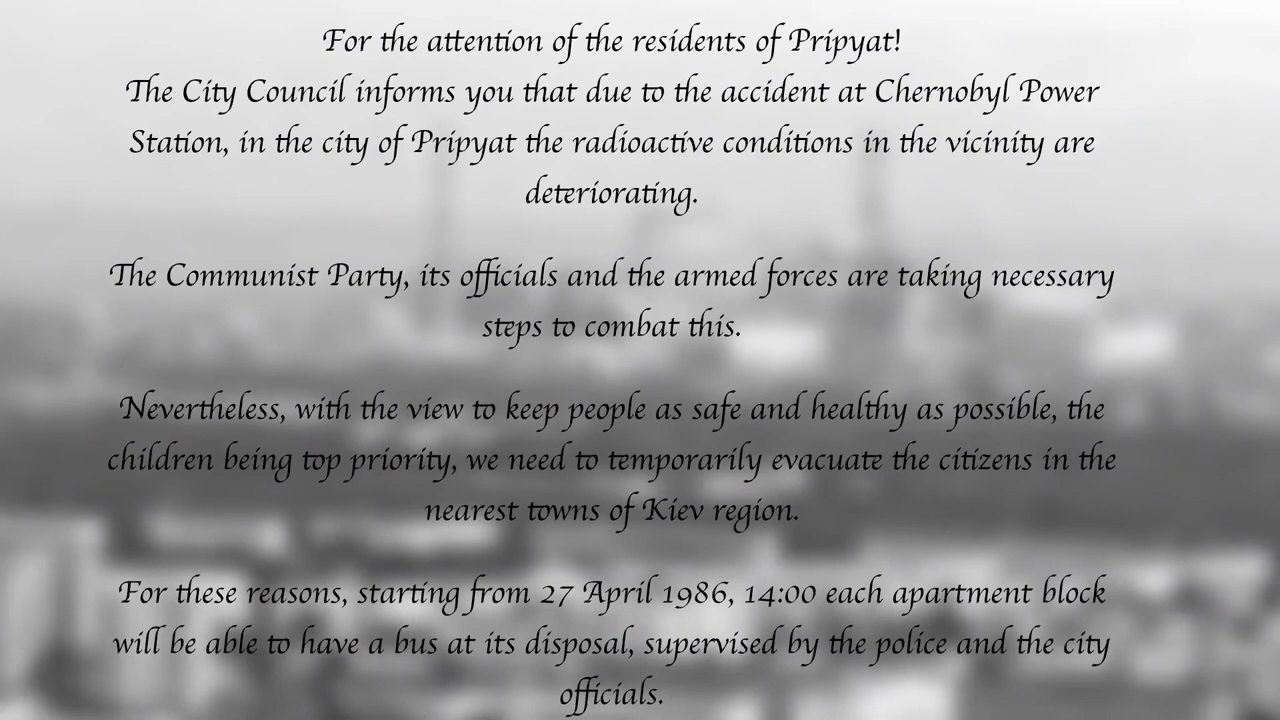 For the attention of the residents of Pripyat!
The City Council informs you that due to the accident at Chernobyl Power
Station, in the city of Pripyat the radioactive conditions in the vicinity are
deteriorating.
The Communist Party, its officials and the armed forces are taking necessary
steps to combat this.
Nevertheless, with the view to keep people as safe and healthy as possible, the
children being top priority, we need to temporarily evacuate the citizens in the
nearest towns of Kiev region.
For these reasons, starting from 27 April 1986, 14:00 each apartment block
will be able to have a bus at its disposal, supervised by the police and the city
officials.